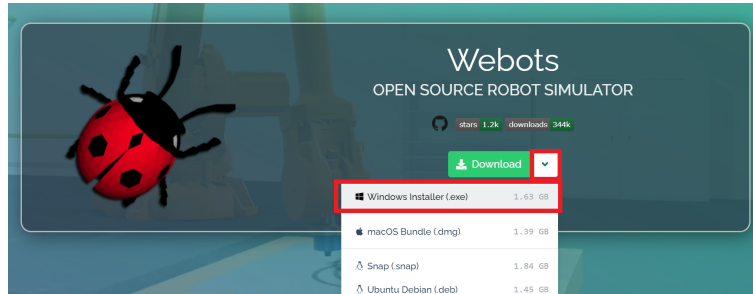 Webots
OPEN SOURCE ROBOT SIMULATOR
stars 1.2k downloads 344k
Download
Windows Installer (.exe) 1.63 GB
macOS Bundle (.dmg) 1.39 GB
Snap (.snap) 1.84 GB
Ubuntu Debian (.deb) 1.45 GB